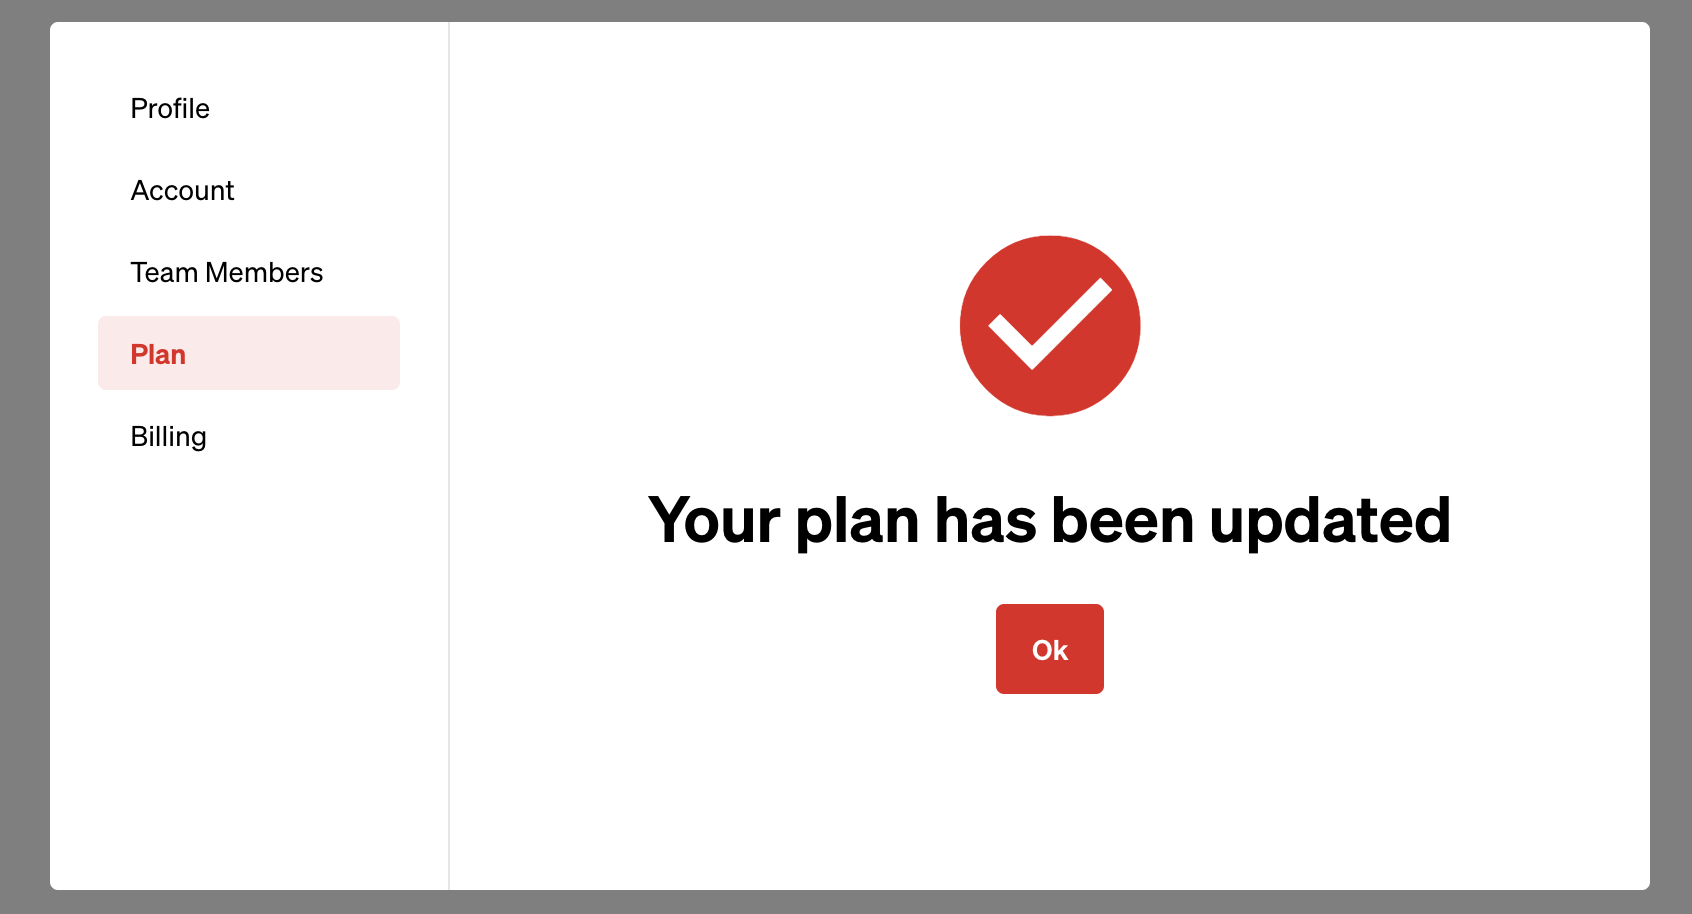 Profile
Account
Team Members
Plan
Billing
Your plan has been updated
Ok